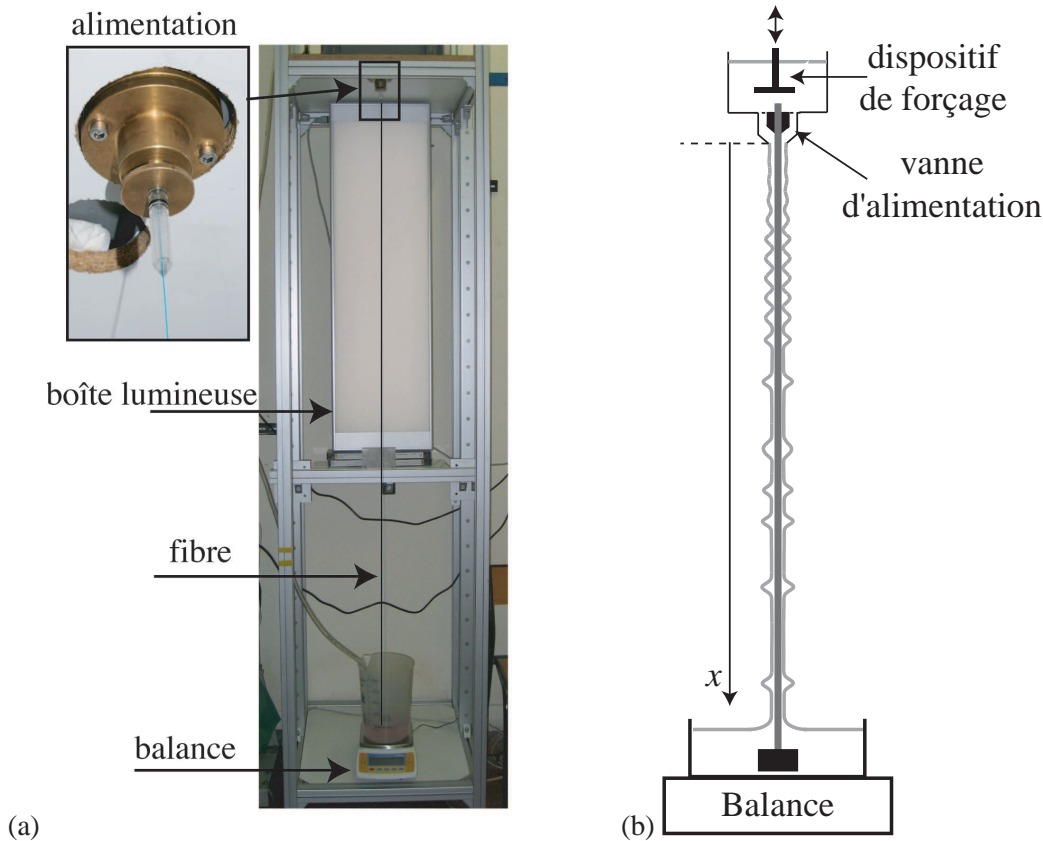 alimentation
boîte lumineuse
fibre
balance
(a)
dispositif
de forçage
vanne
d'alimentation
x
Balance
(b)